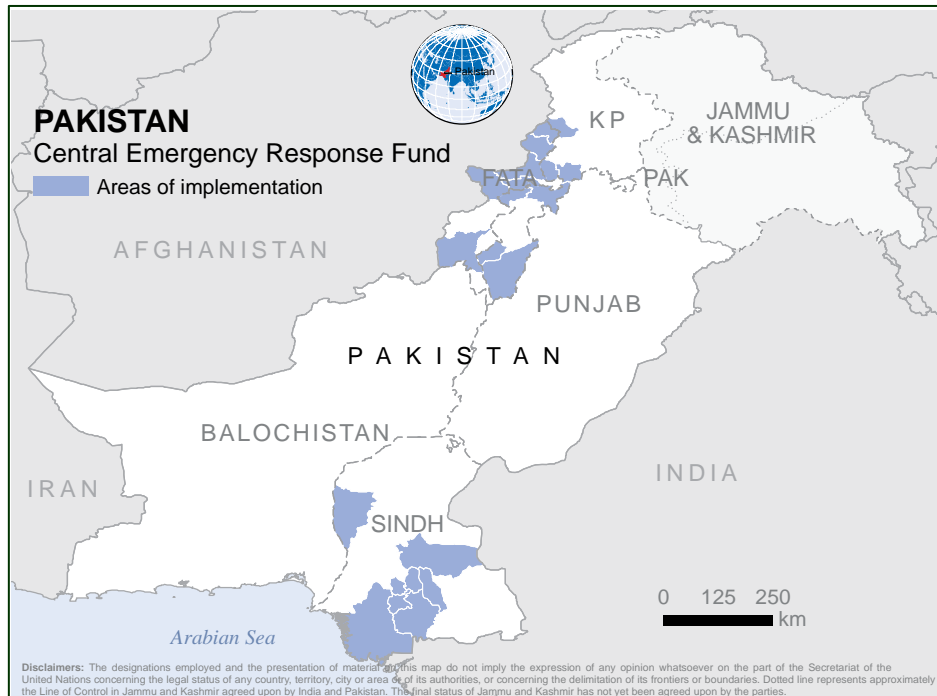 Pakistan
PAKISTAN
Central Emergency Response Fund
Areas of implementation
KP
JAMMU
& KASHMIR
FATA
PAK
AFGHANISTAN
PUNJAB
PAKISTAN
BALOCHISTAN
INDIA
IRAN
SINDH
0 125 250
km
Arabian Sea
Disclaimers: The designations employed and the presentation of material on this map do not imply the expression of any opinion whatsoever on the part of the Secretariat of the
United Nations concerning the legal status of any country, territory, city or area or of its authorities, or concerning the delimitation of its frontiers or boundaries. Dotted line represents approximately
the Line of Control in Jammu and Kashmir agreed upon by India and Pakistan. The final status of Jammu and Kashmir has not yet been agreed upon by the parties.